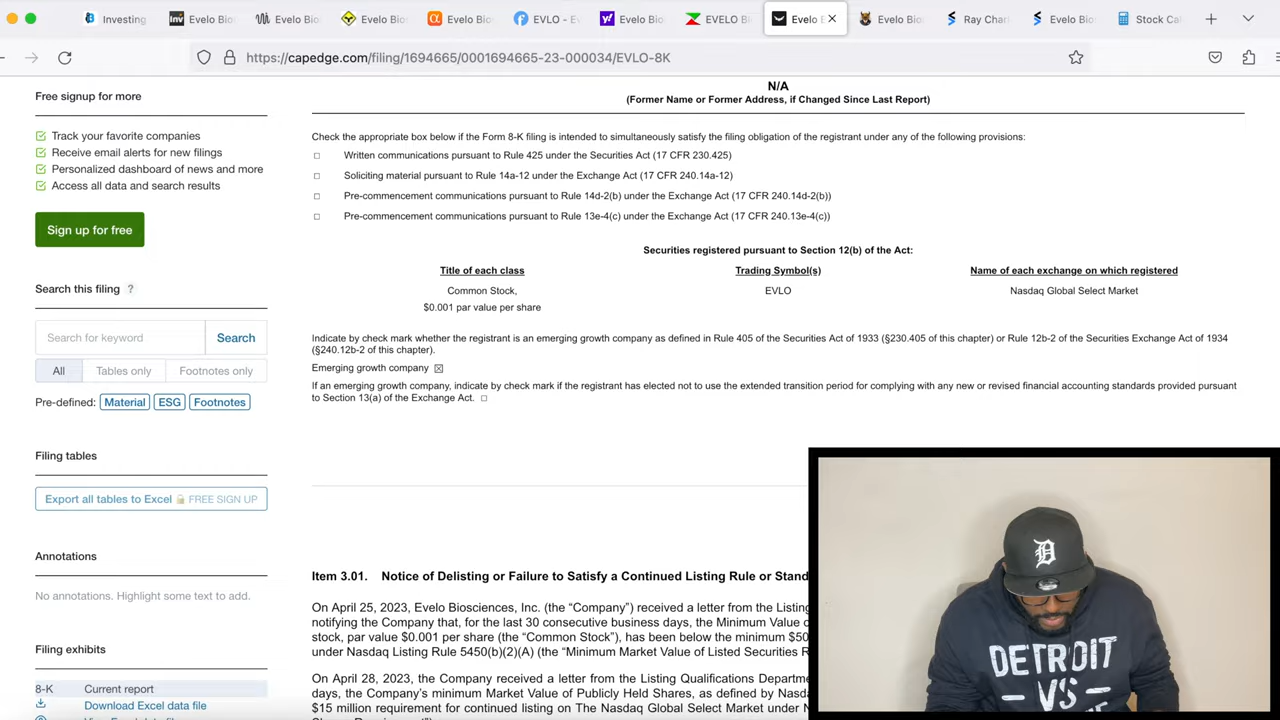 Investing
Evelo Bio
Evelo Bio
Evelo Bio
Evelo Bio
EVLO - E
Evelo Bio
EVELO B
Evelo B
Evelo Bio
Ray Char
Evelo Bio
Stock Cal
https://capedge.com/filing/1694665/0001694665-23-000034/EVLO-8K
Free signup for more
Track your favorite companies
Receive email alerts for new filings
Personalized dashboard of news and more
Access all data and search results
Sign up for free
Search this filing ?
Search for keyword
Search
All
Tables only
Footnotes only
Pre-defined: Material ESG Footnotes
Filing tables
Export all tables to Excel FREE SIGN UP
Annotations
No annotations. Highlight some text to add.
Filing exhibits
8-K Current report
Download Excel data file
N/A
(Former Name or Former Address, if Changed Since Last Report)
Check the appropriate box below if the Form 8-K filing is intended to simultaneously satisfy the filing obligation of the registrant under any of the following provisions:
☐ Written communications pursuant to Rule 425 under the Securities Act (17 CFR 230.425)
☐ Soliciting material pursuant to Rule 14a-12 under the Exchange Act (17 CFR 240.14a-12)
☐ Pre-commencement communications pursuant to Rule 14d-2(b) under the Exchange Act (17 CFR 240.14d-2(b))
☐ Pre-commencement communications pursuant to Rule 13e-4(c) under the Exchange Act (17 CFR 240.13e-4(c))
Securities registered pursuant to Section 12(b) of the Act:
Title of each class Trading Symbol(s) Name of each exchange on which registered
Common Stock, EVLO Nasdaq Global Select Market
$0.001 par value per share
Indicate by check mark whether the registrant is an emerging growth company as defined in Rule 405 of the Securities Act of 1933 (§230.405 of this chapter) or Rule 12b-2 of the Securities Exchange Act of 1934
(§240.12b-2 of this chapter).
Emerging growth company ☒
If an emerging growth company, indicate by check mark if the registrant has elected not to use the extended transition period for complying with any new or revised financial accounting standards provided pursuant
to Section 13(a) of the Exchange Act. ☐
Item 3.01. Notice of Delisting or Failure to Satisfy a Continued Listing Rule or Stand
On April 25, 2023, Evelo Biosciences, Inc. (the “Company”) received a letter from the Listing
notifying the Company that, for the last 30 consecutive business days, the Minimum Value o
stock, par value $0.001 per share (the “Common Stock”), has been below the minimum $50
under Nasdaq Listing Rule 5450(b)(2)(A) (the “Minimum Market Value of Listed Securities R
On April 28, 2023, the Company received a letter from the Listing Qualifications Departme
days, the Company’s minimum Market Value of Publicly Held Shares, as defined by Nasda
$15 million requirement for continued listing on The Nasdaq Global Select Market under N
D
DETROIT
- VS -